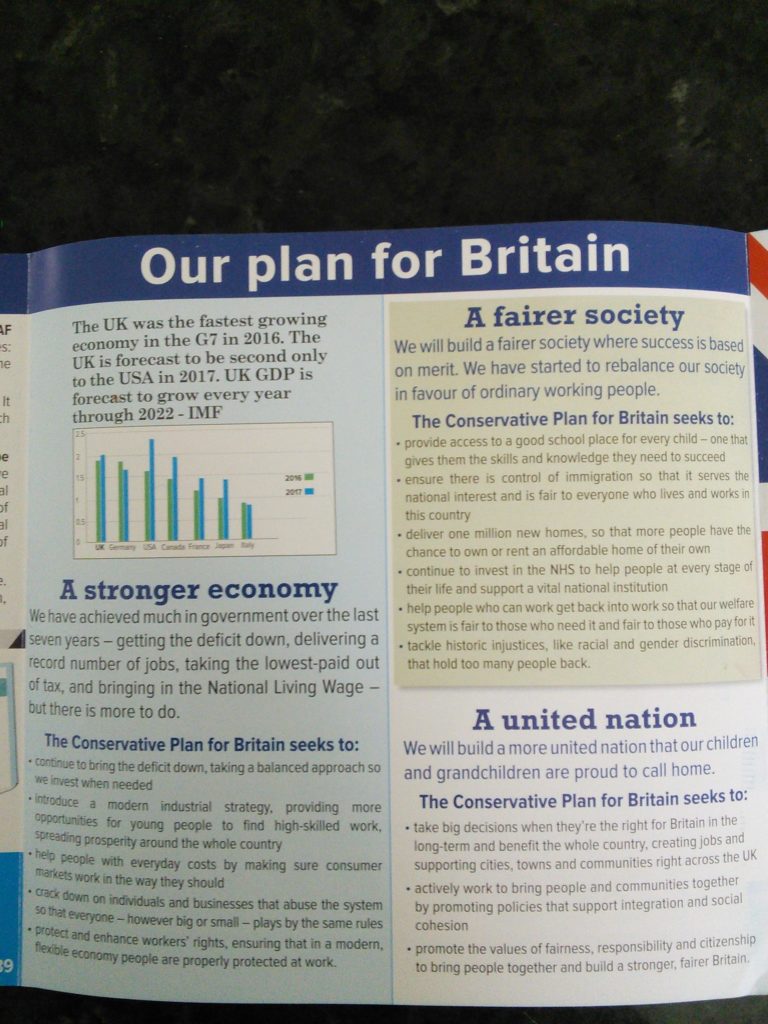 Our plan for Britain
The UK was the fastest growing
economy in the G7 in 2016. The
UK is forecast to be second only
to the USA in 2017. UK GDP is
forecast to grow every year
through 2022 - IMF
2.5
2
1.5
1
0.5
0
2016
2017
UK Germany USA Canada France Japan Italy
A stronger economy
We have achieved much in government over the last
seven years – getting the deficit down, delivering a
record number of jobs, taking the lowest-paid out
of tax, and bringing in the National Living Wage –
but there is more to do.
The Conservative Plan for Britain seeks to:
• continue to bring the deficit down, taking a balanced approach so
we invest when needed
• introduce a modern industrial strategy, providing more
opportunities for young people to find high-skilled work,
spreading prosperity around the whole country
• help people with everyday costs by making sure consumer
markets work in the way they should
• crack down on individuals and businesses that abuse the system
so that everyone – however big or small – plays by the same rules
• protect and enhance workers' rights, ensuring that in a modern,
flexible economy people are properly protected at work.
A fairer society
We will build a fairer society where success is based
on merit. We have started to rebalance our society
in favour of ordinary working people.
The Conservative Plan for Britain seeks to:
• provide access to a good school place for every child – one that
gives them the skills and knowledge they need to succeed
• ensure there is control of immigration so that it serves the
national interest and is fair to everyone who lives and works in
this country
• deliver one million new homes, so that more people have the
chance to own or rent an affordable home of their own
• continue to invest in the NHS to help people at every stage of
their life and support a vital national institution
• help people who can work get back into work so that our welfare
system is fair to those who need it and fair to those who pay for it
• tackle historic injustices, like racial and gender discrimination,
that hold too many people back.
A united nation
We will build a more united nation that our children
and grandchildren are proud to call home.
The Conservative Plan for Britain seeks to:
• take big decisions when they're the right for Britain in the
long-term and benefit the whole country, creating jobs and
supporting cities, towns and communities right across the UK
• actively work to bring people and communities together
by promoting policies that support integration and social
cohesion
• promote the values of fairness, responsibility and citizenship
to bring people together and build a stronger, fairer Britain.